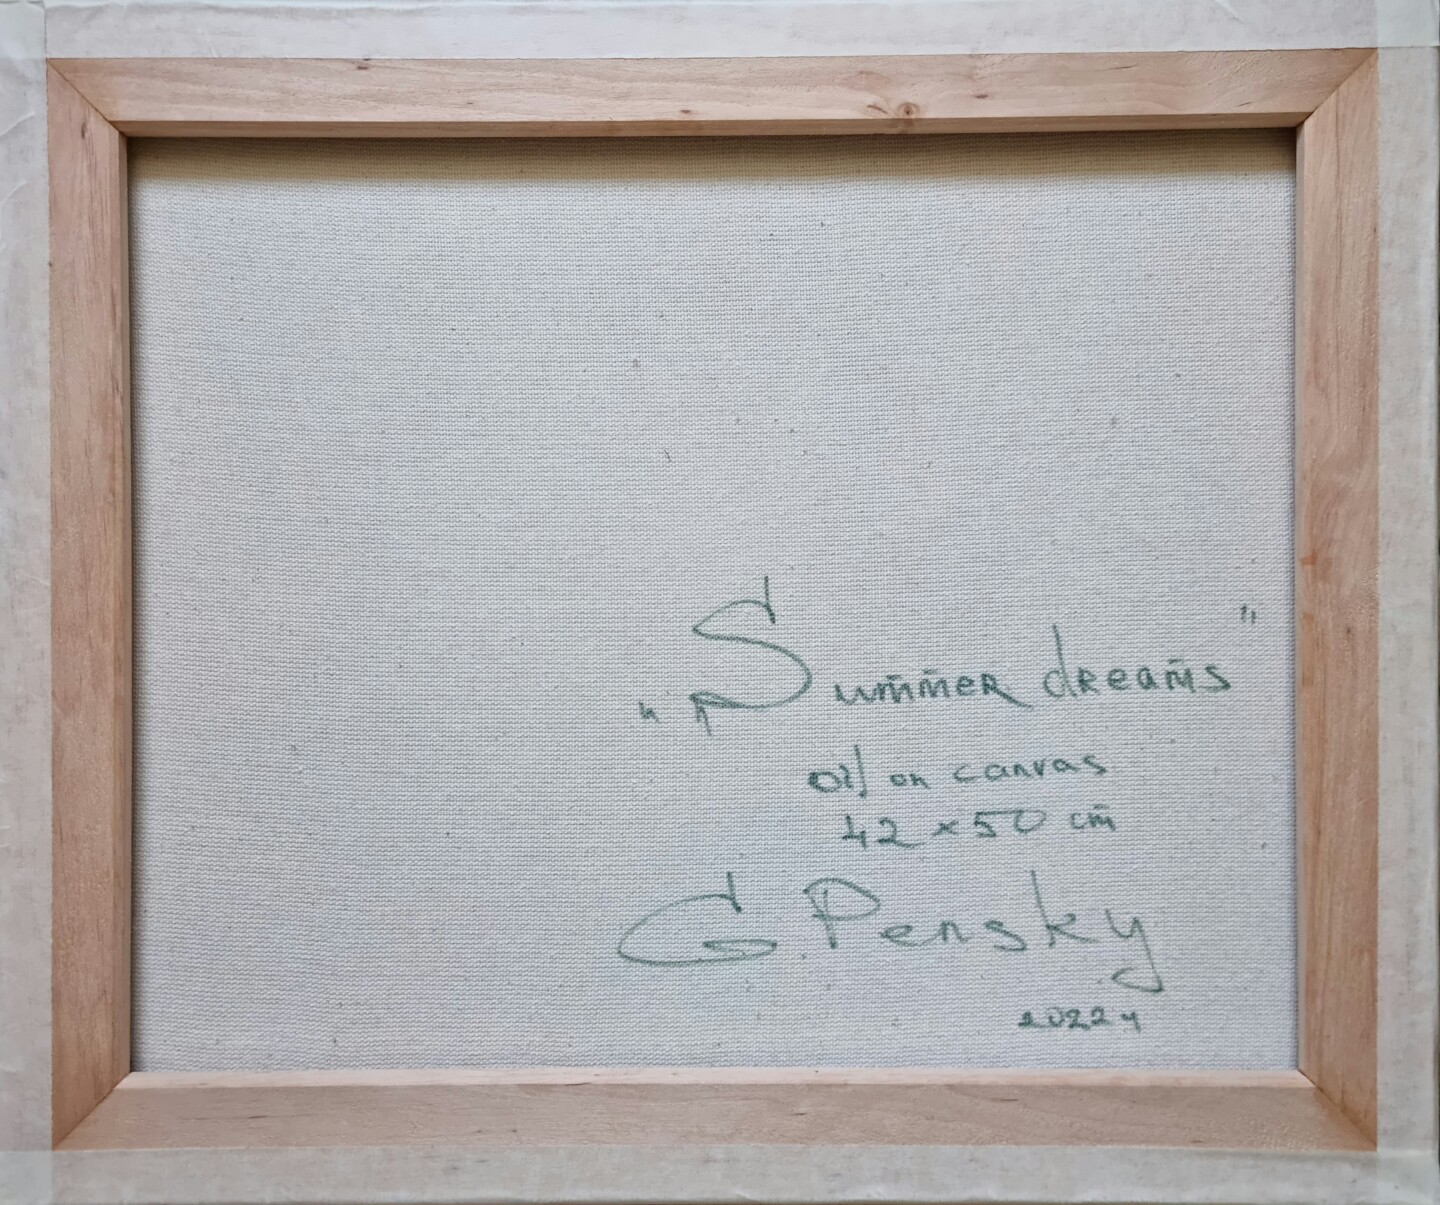 "Summer dreams"
oil on canvas
42 x 50 cm
G Pensky
2022 y